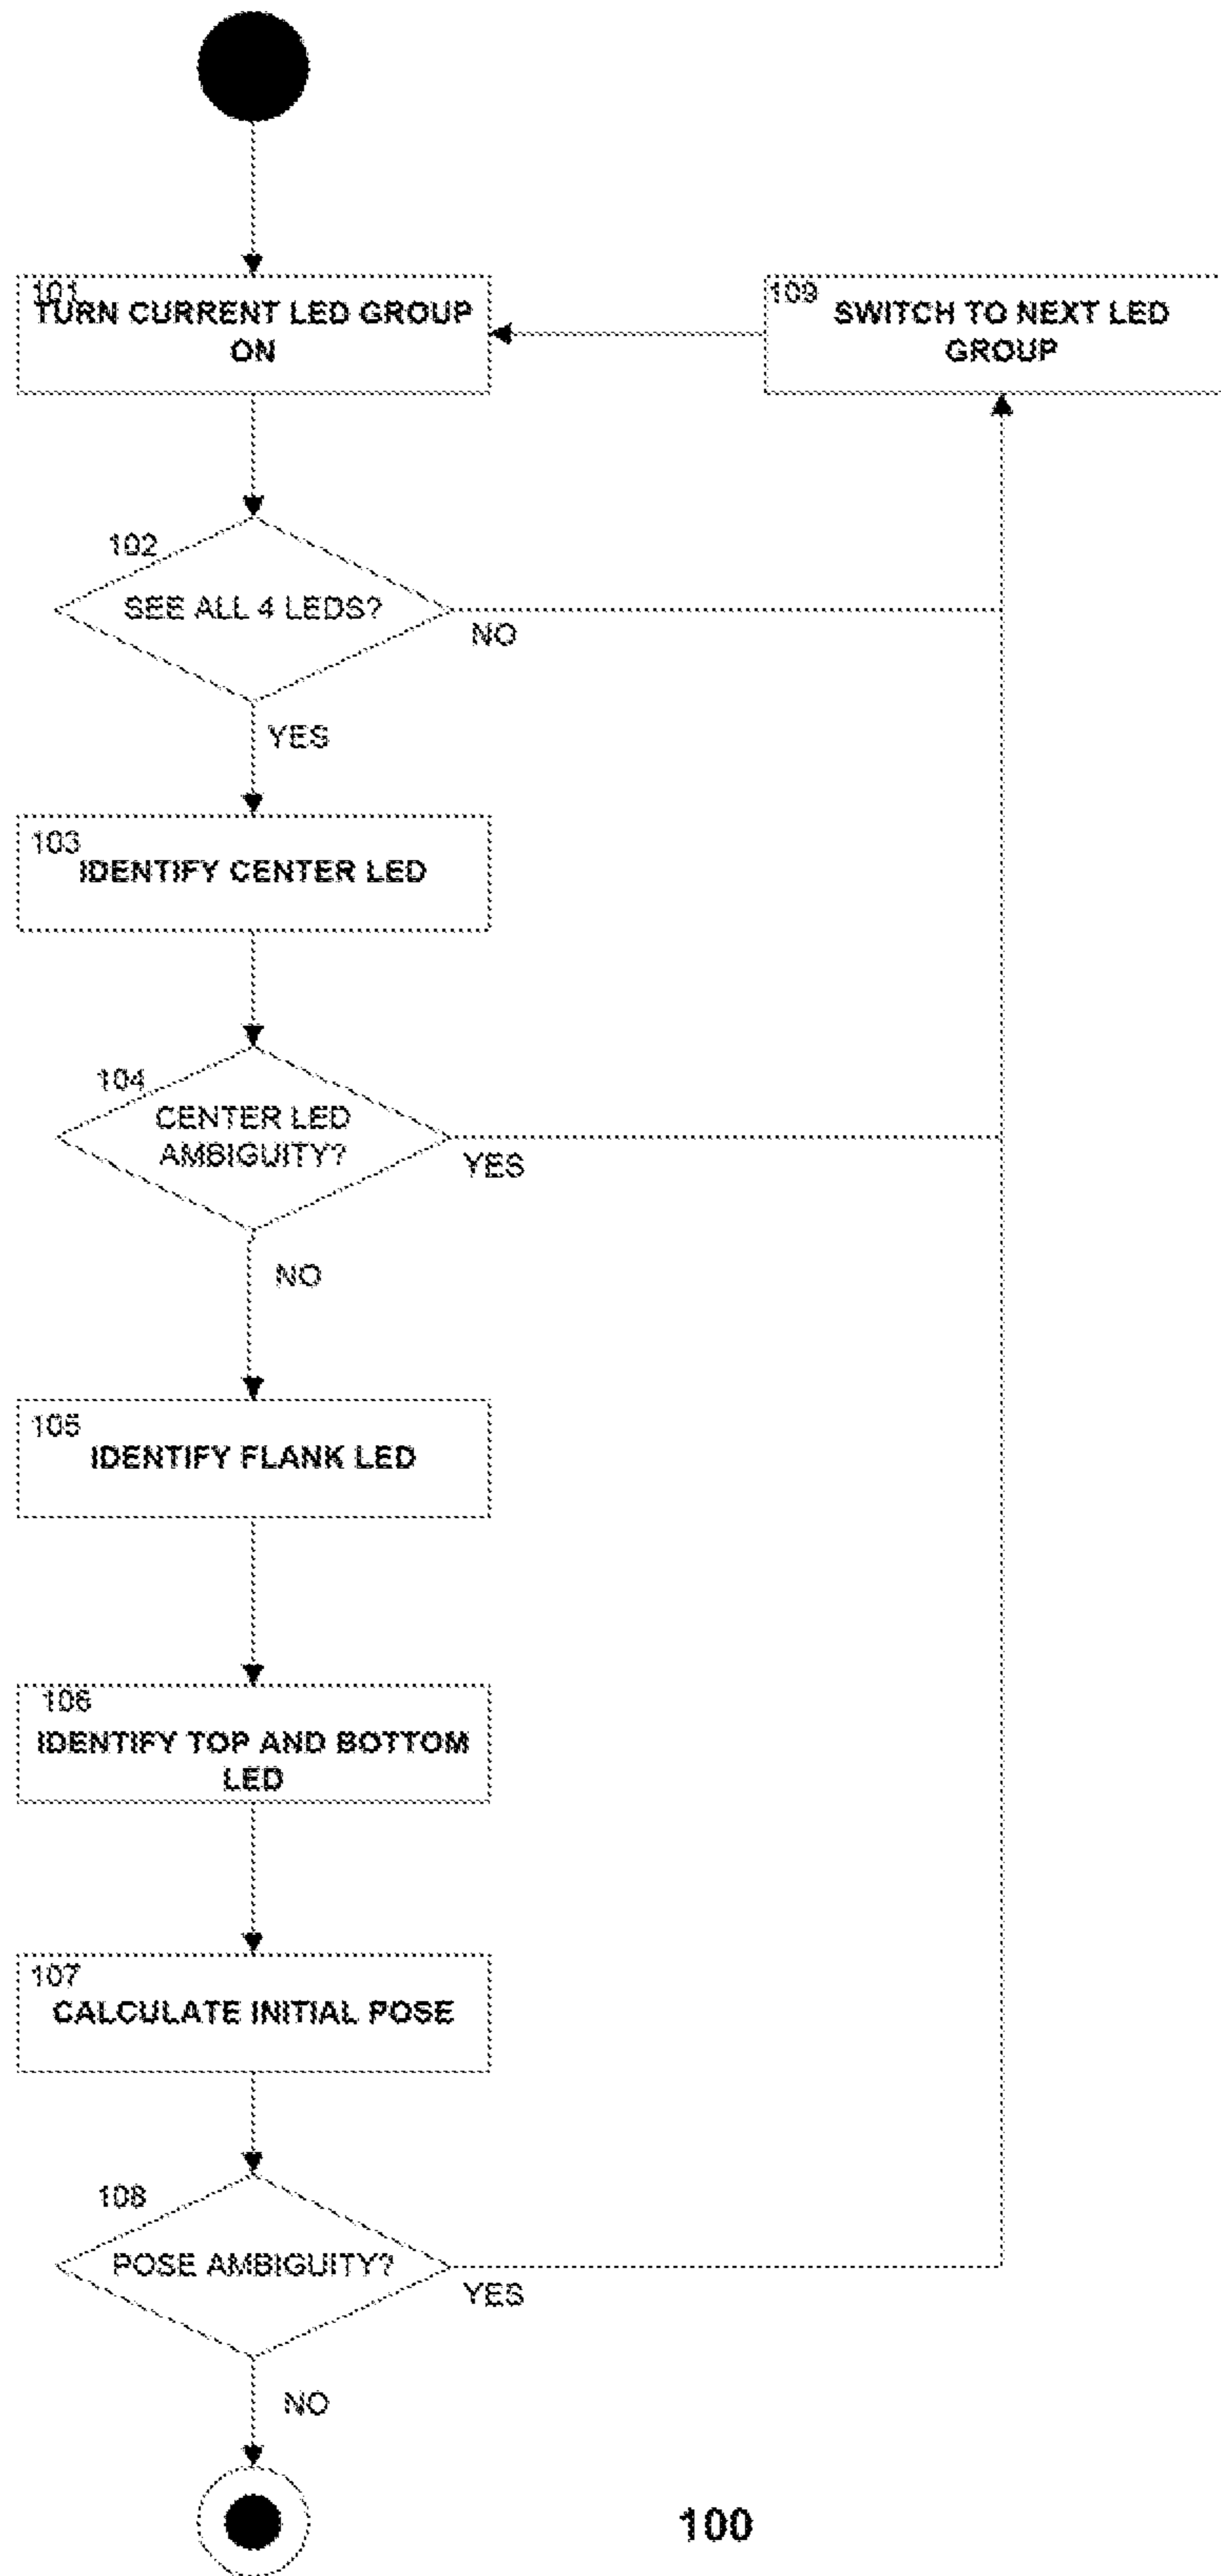 101
TURN CURRENT LED GROUP
ON
109
SWITCH TO NEXT LED
GROUP
102
SEE ALL 4 LEDS?
NO
YES
103
IDENTIFY CENTER LED
104
CENTER LED
AMBIGUITY?
YES
NO
105
IDENTIFY FLANK LED
106
IDENTIFY TOP AND BOTTOM
LED
107
CALCULATE INITIAL POSE
108
POSE AMBIGUITY?
YES
NO
100